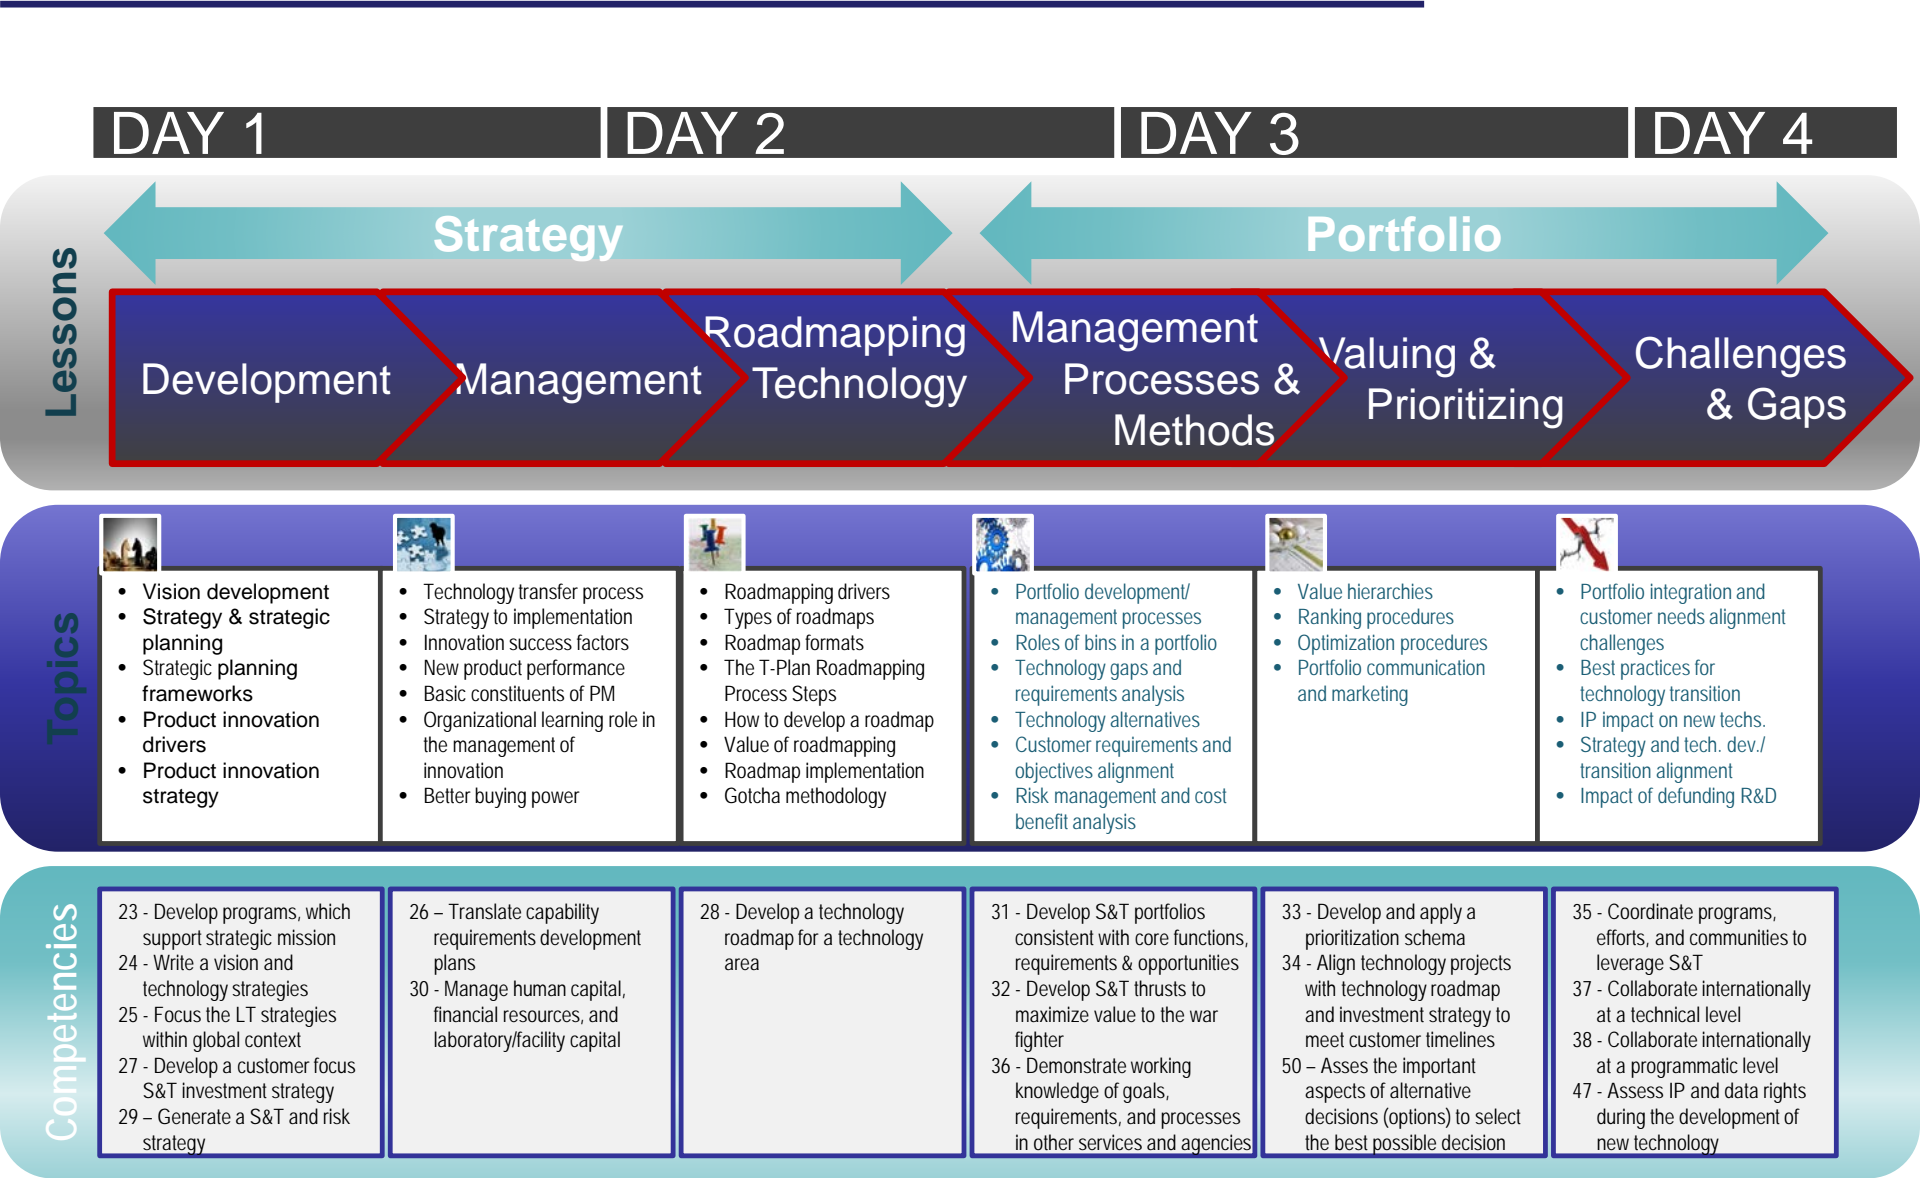 DAY 1
DAY 2
DAY 3
DAY 4
Lessons
Strategy
Portfolio
Development
Management
Roadmapping
Technology
Management
Processes &
Methods
Valuing &
Prioritizing
Challenges
& Gaps
Topics
• Vision development
• Strategy & strategic
planning
• Strategic planning
frameworks
• Product innovation
drivers
• Product innovation
strategy
• Technology transfer process
• Strategy to implementation
• Innovation success factors
• New product performance
• Basic constituents of PM
• Organizational learning role in
the management of
innovation
• Better buying power
• Roadmapping drivers
• Types of roadmaps
• Roadmap formats
• The T-Plan Roadmapping
Process Steps
• How to develop a roadmap
• Value of roadmapping
• Roadmap implementation
• Gotcha methodology
• Portfolio development/
management processes
• Roles of bins in a portfolio
• Technology gaps and
requirements analysis
• Technology alternatives
• Customer requirements and
objectives alignment
• Risk management and cost
benefit analysis
• Value hierarchies
• Ranking procedures
• Optimization procedures
• Portfolio communication
and marketing
• Portfolio integration and
customer needs alignment
challenges
• Best practices for
technology transition
• IP impact on new techs.
• Strategy and tech. dev./
transition alignment
• Impact of defunding R&D
Competencies
23 - Develop programs, which
support strategic mission
24 - Write a vision and
technology strategies
25 - Focus the LT strategies
within global context
27 - Develop a customer focus
S&T investment strategy
29 – Generate a S&T and risk
strategy
26 – Translate capability
requirements development
plans
30 - Manage human capital,
financial resources, and
laboratory/facility capital
28 - Develop a technology
roadmap for a technology
area
31 - Develop S&T portfolios
consistent with core functions,
requirements & opportunities
32 - Develop S&T thrusts to
maximize value to the war
fighter
36 - Demonstrate working
knowledge of goals,
requirements, and processes
in other services and agencies
33 - Develop and apply a
prioritization schema
34 - Align technology projects
with technology roadmap
and investment strategy to
meet customer timelines
50 – Asses the important
aspects of alternative
decisions (options) to select
the best possible decision
35 - Coordinate programs,
efforts, and communities to
leverage S&T
37 - Collaborate internationally
at a technical level
38 - Collaborate internationally
at a programmatic level
47 - Assess IP and data rights
during the development of
new technology